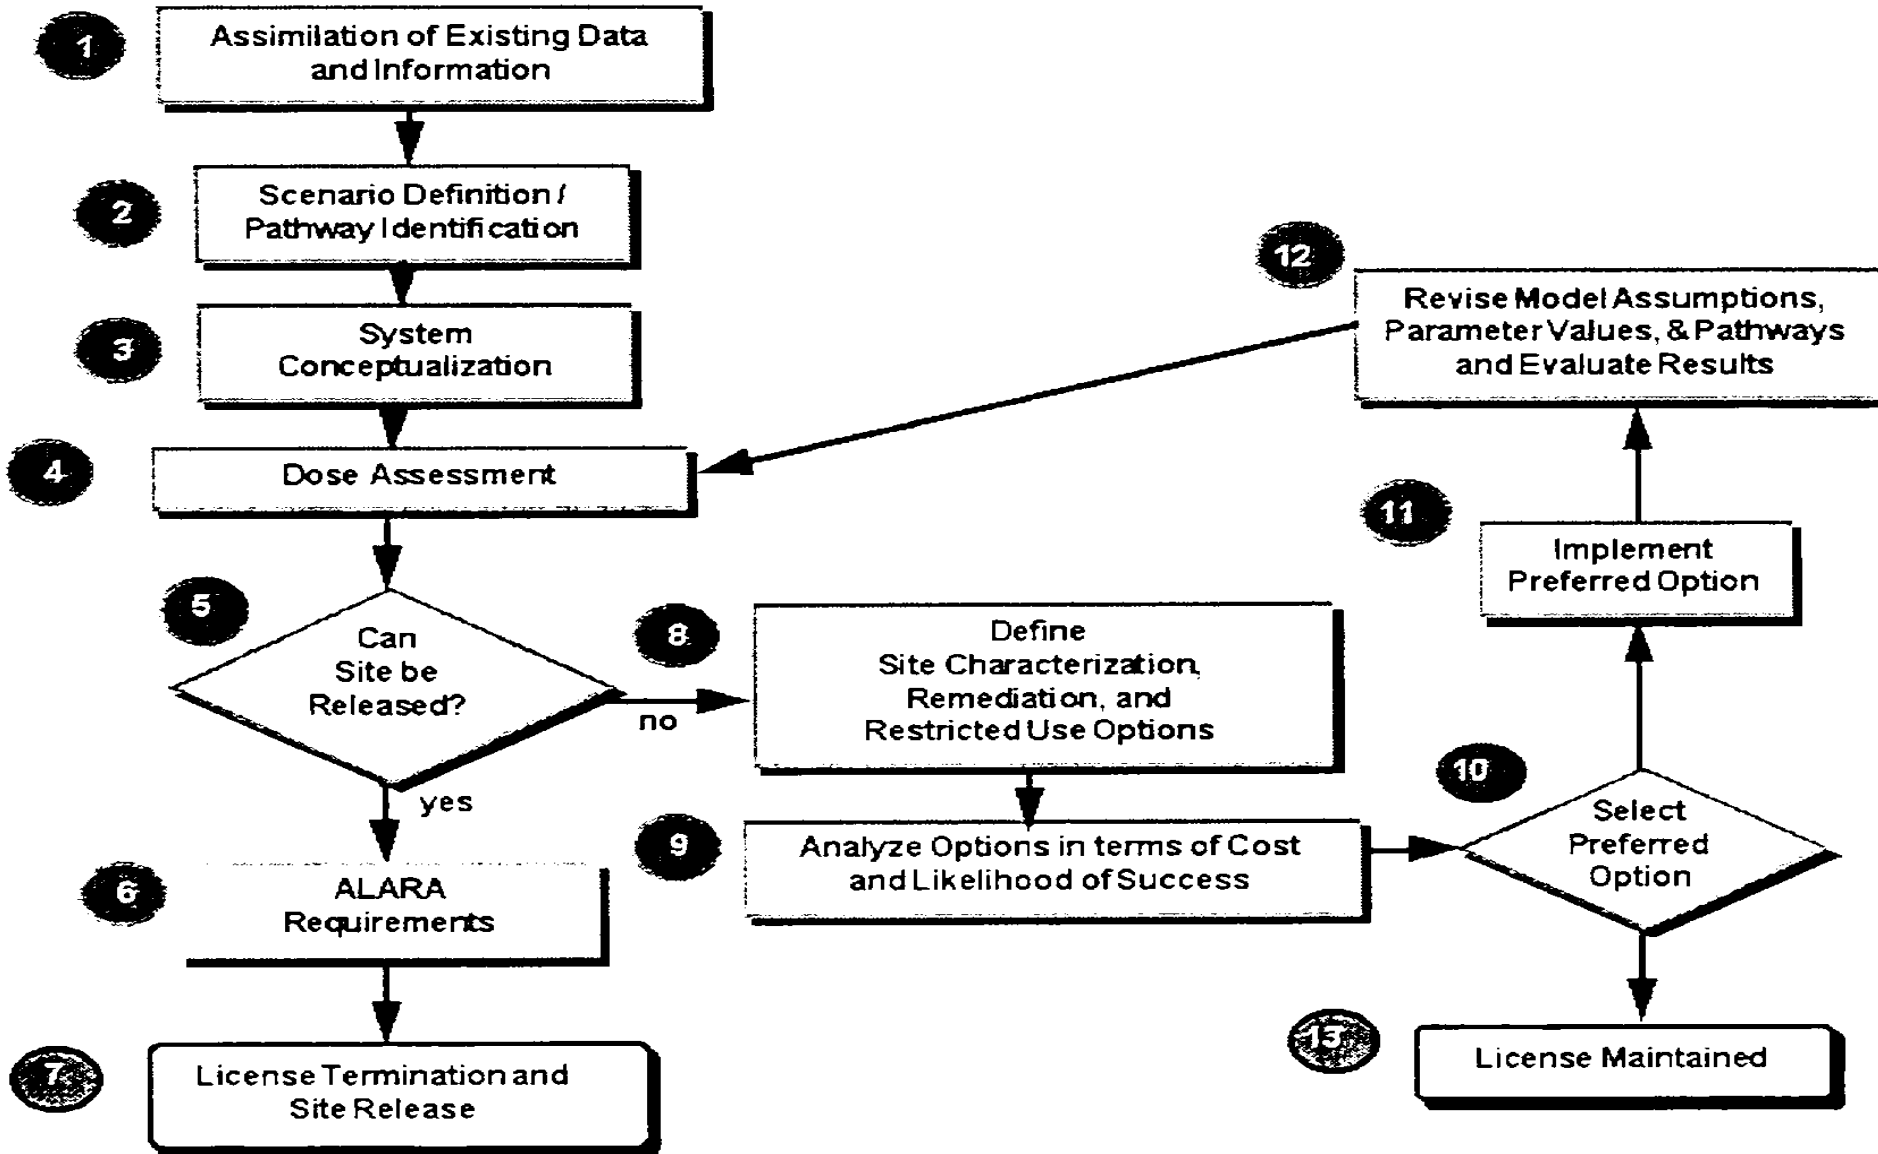 1
Assimilation of Existing Data
and Information
2
Scenario Definition /
Pathway Identification
3
System
Conceptualization
4
Dose Assessment
5
Can
Site be
Released?
yes
no
6
ALARA
Requirements
7
License Termination and
Site Release
8
Define
Site Characterization,
Remediation, and
Restricted Use Options
9
Analyze Options in terms of Cost
and Likelihood of Success
10
Select
Preferred
Option
11
Implement
Preferred Option
12
Revise Model Assumptions,
Parameter Values, & Pathways
and Evaluate Results
13
License Maintained